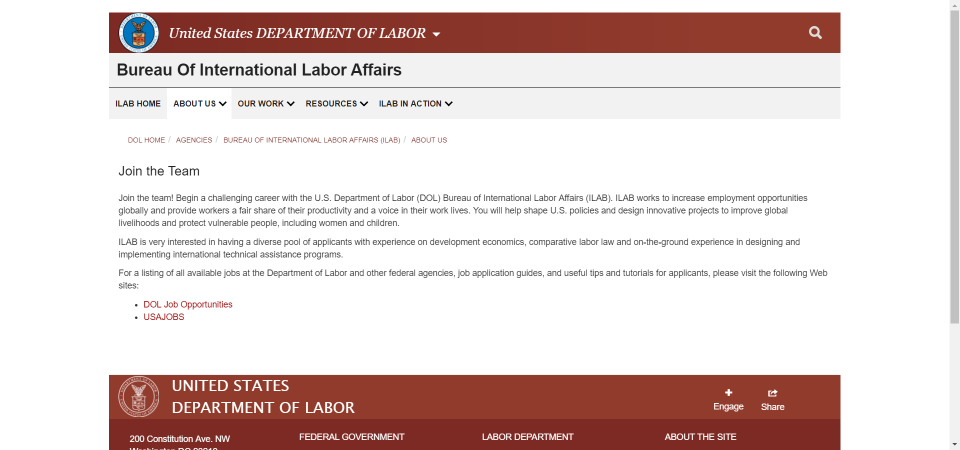 United States DEPARTMENT OF LABOR
Bureau Of International Labor Affairs
ILAB HOME ABOUT US OUR WORK RESOURCES ILAB IN ACTION
DOL HOME / AGENCIES / BUREAU OF INTERNATIONAL LABOR AFFAIRS (ILAB) / ABOUT US
Join the Team
Join the team! Begin a challenging career with the U.S. Department of Labor (DOL) Bureau of International Labor Affairs (ILAB). ILAB works to increase employment opportunities
globally and provide workers a fair share of their productivity and a voice in their work lives. You will help shape U.S. policies and design innovative projects to improve global
livelihoods and protect vulnerable people, including women and children.
ILAB is very interested in having a diverse pool of applicants with experience on development economics, comparative labor law and on-the-ground experience in designing and
implementing international technical assistance programs.
For a listing of all available jobs at the Department of Labor and other federal agencies, job application guides, and useful tips and tutorials for applicants, please visit the following Web
sites:
• DOL Job Opportunities
• USAJOBS
UNITED STATES
DEPARTMENT OF LABOR
Engage Share
200 Constitution Ave. NW FEDERAL GOVERNMENT LABOR DEPARTMENT ABOUT THE SITE